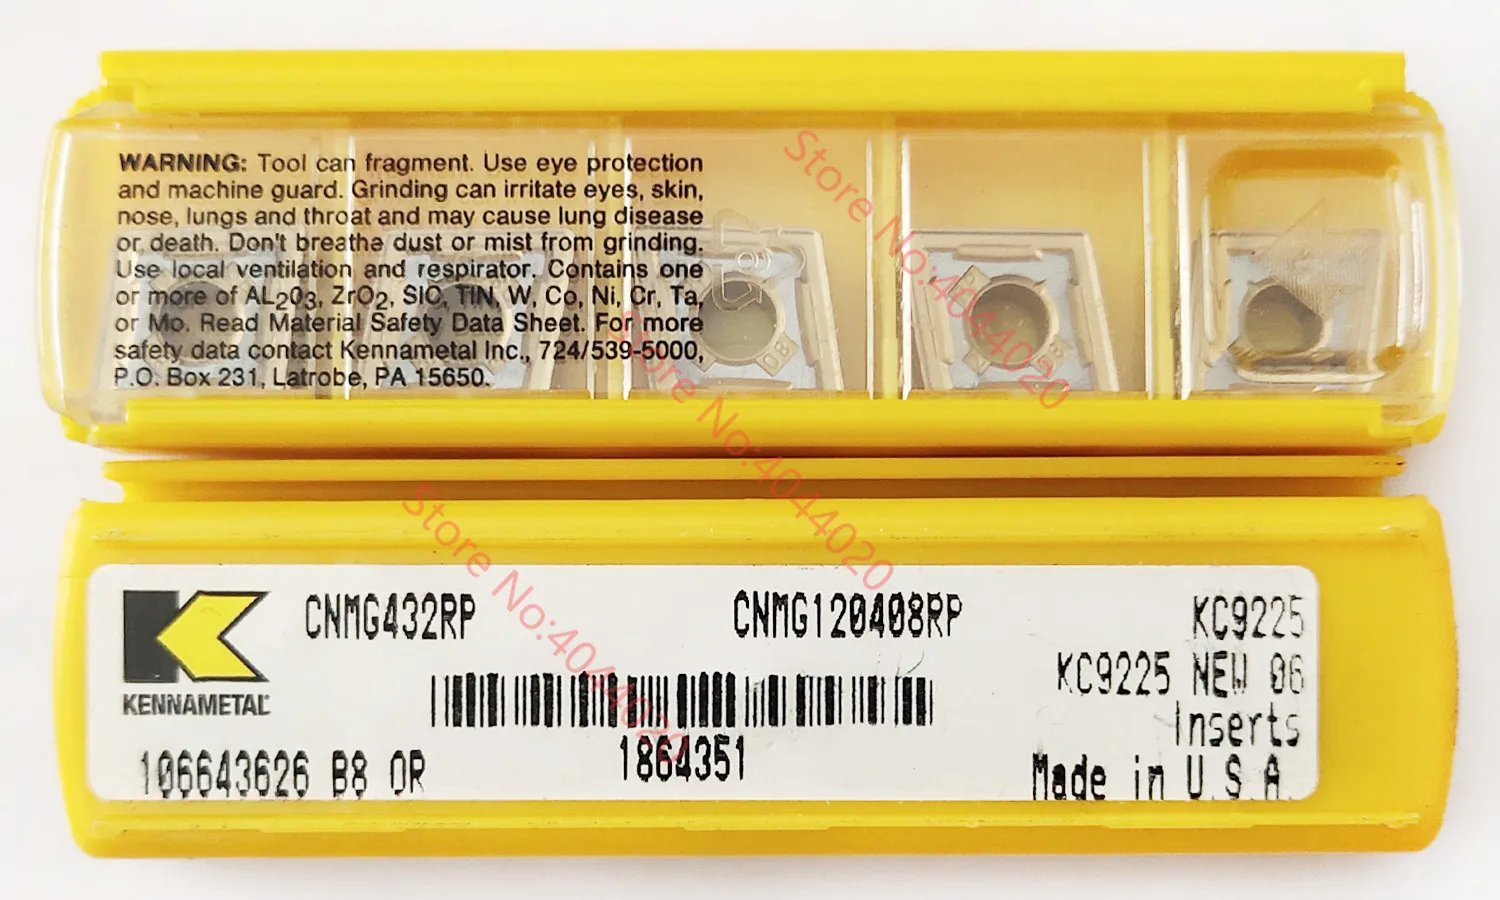 WARNING: Tool can fragment. Use eye protection
and machine guard. Grinding can irritate eyes, skin,
nose, lungs and throat and may cause lung disease
or death. Don't breathe dust or mist from grinding.
Use local ventilation and respirator. Contains one
or more of AL2O3, ZrO2, SIC, TIN, W, Co, Ni, Cr, Ta,
or Mo. Read Material Safety Data Sheet. For more
safety data contact Kennametal Inc., 724/539-5000,
P.O. Box 231, Latrobe, PA 15650.
08
08
Store No:4044020
Store No:4044020
Store No:4044020
CNMG432RP CNMG120408RP KC9225
KC9225 NEW 06
KENNAMETAL
Inserts
106643626 B8 OR 1864351 Made in U.S.A.